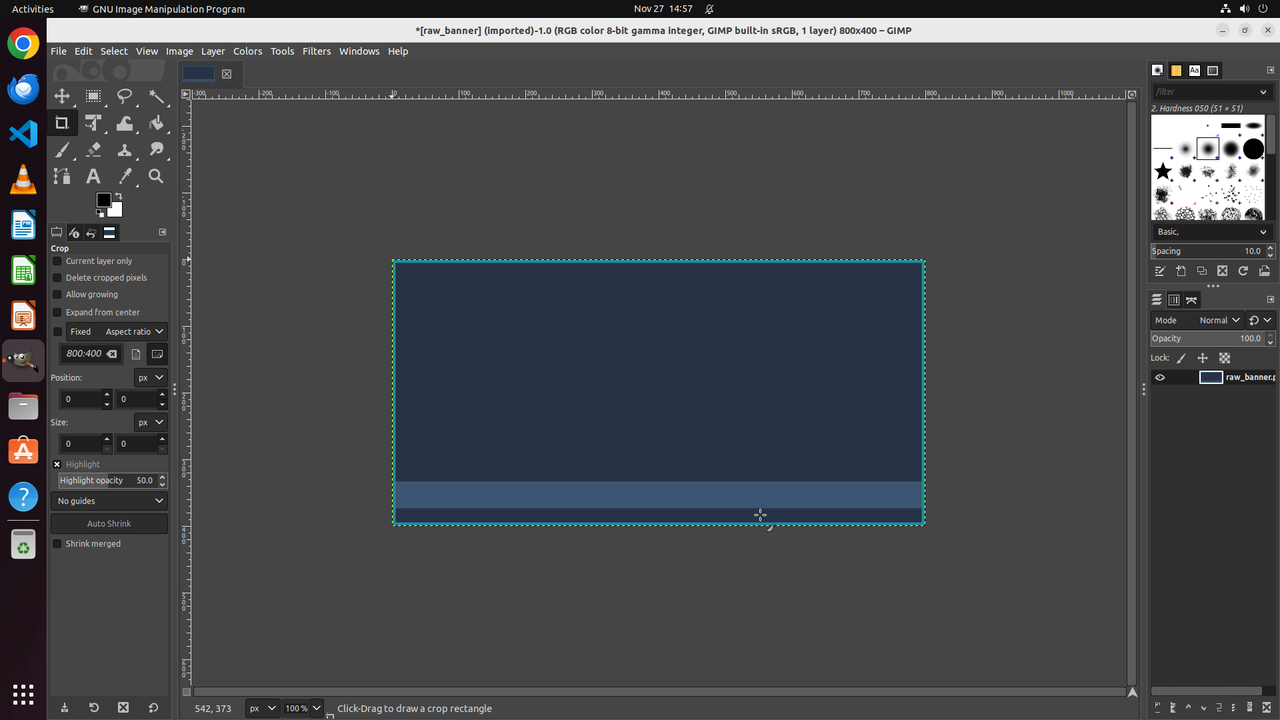 Activities
GNU Image Manipulation Program
Nov 27 14:57
*[raw_banner] (imported)-1.0 (RGB color 8-bit gamma integer, GIMP built-in sRGB, 1 layer) 800x400 – GIMP
File Edit Select View Image Layer Colors Tools Filters Windows Help
filter
2. Hardness 050 (51 × 51)
Basic,
Spacing 10.0
Mode Normal
Opacity 100.0
Lock:
raw_banner.p
Crop
Current layer only
Delete cropped pixels
Allow growing
Expand from center
Fixed Aspect ratio
800:400
Position: px
0 0
Size: px
0 0
Highlight
Highlight opacity 50.0
No guides
Auto Shrink
Shrink merged
542, 373 px 100 % Click-Drag to draw a crop rectangle